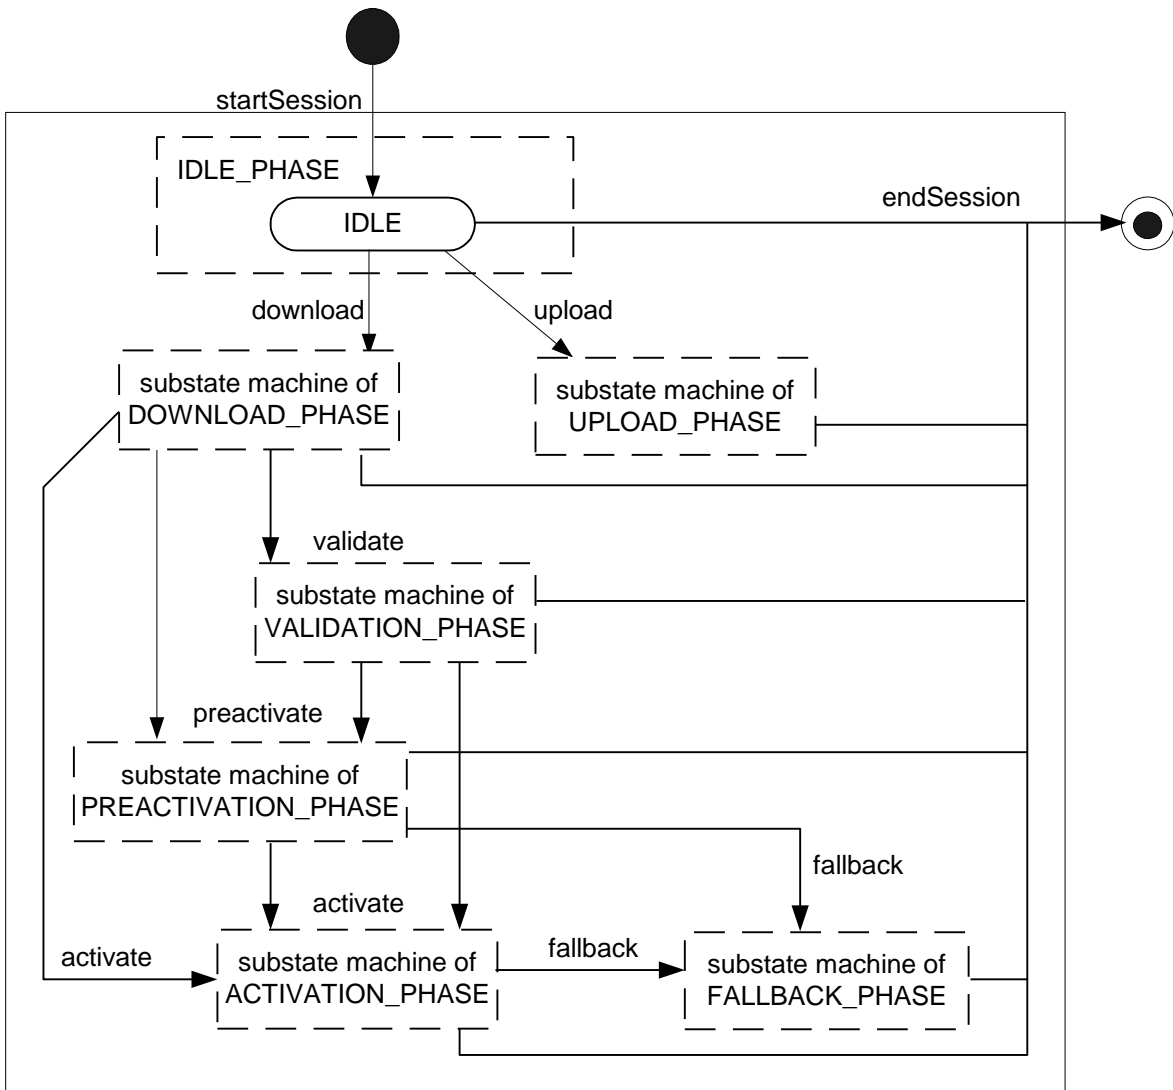 startSession
IDLE_PHASE
endSession
IDLE
download
upload
substate machine of
DOWNLOAD_PHASE
substate machine of
UPLOAD_PHASE
validate
substate machine of
VALIDATION_PHASE
preactivate
substate machine of
PREACTIVATION_PHASE
fallback
activate
activate
substate machine of
ACTIVATION_PHASE
fallback
substate machine of
FALLBACK_PHASE